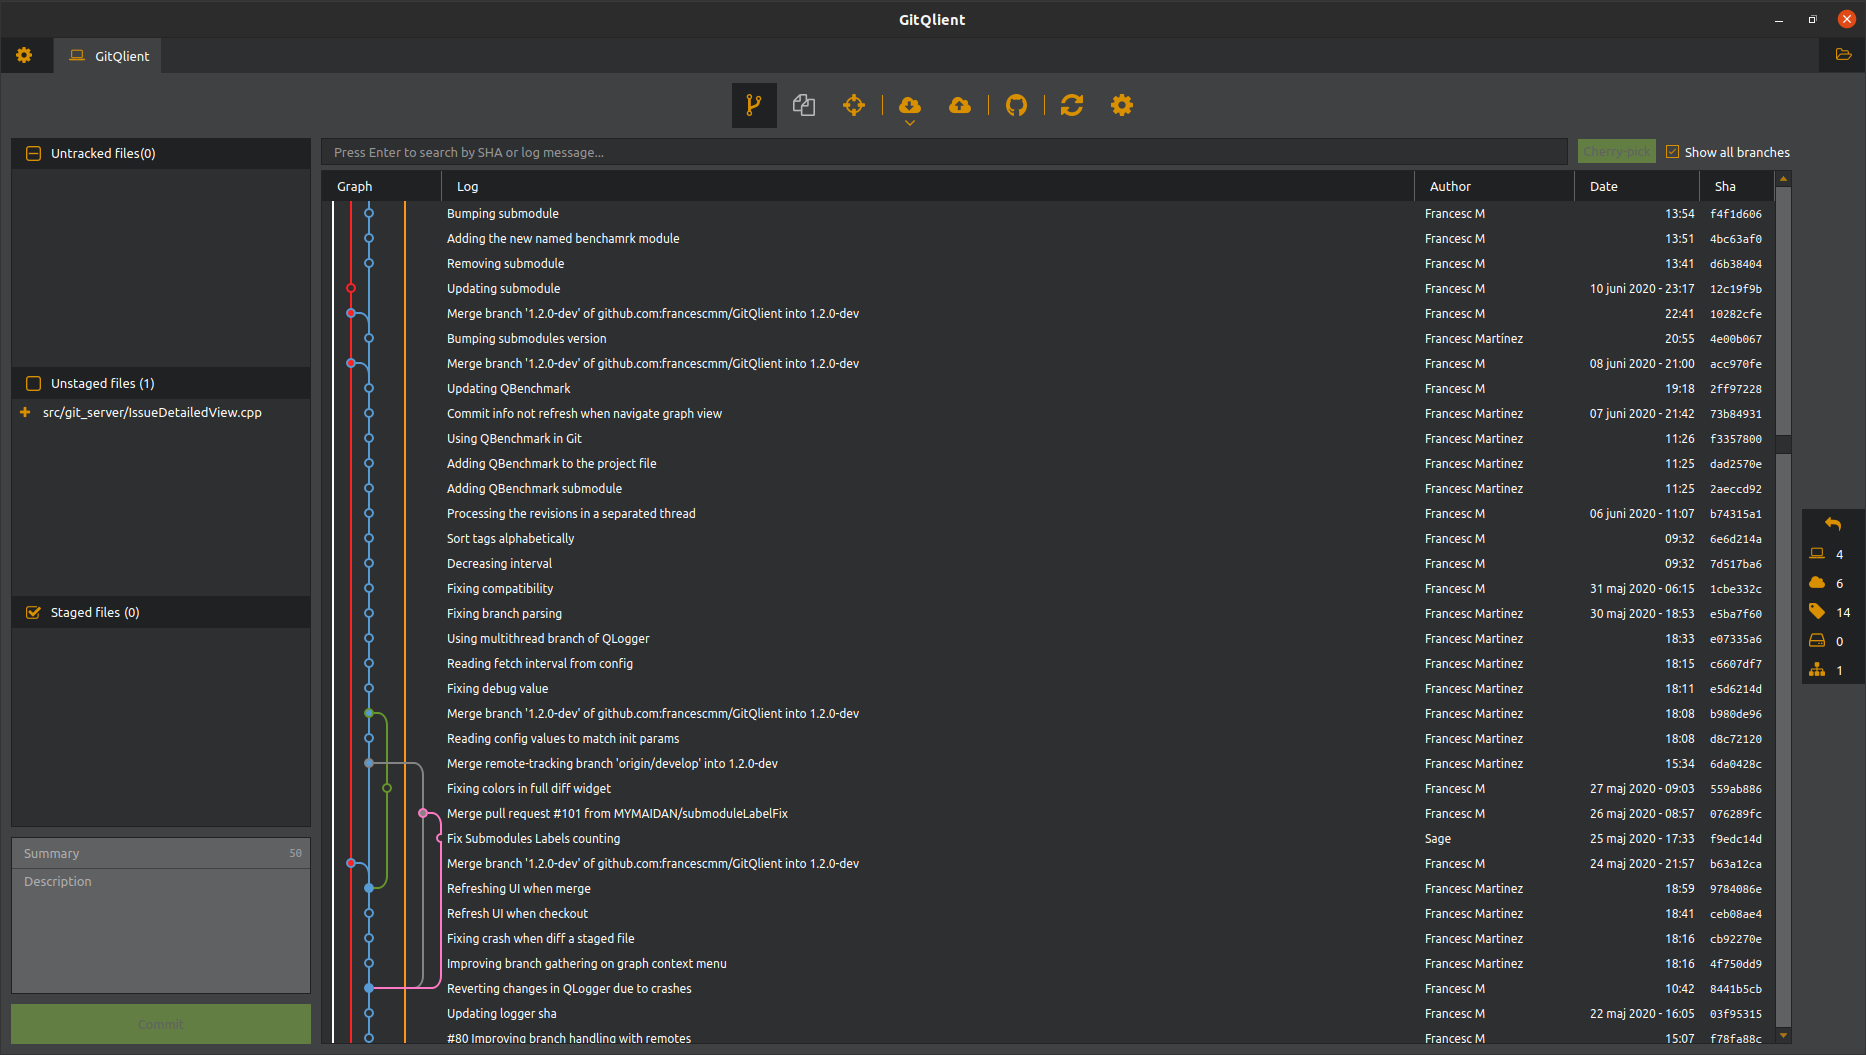 GitQlient
GitQlient
Untracked files(0)
Press Enter to search by SHA or log message...
Cherry-pick
Show all branches
Graph Log Author Date Sha
Bumping submodule Francesc M 13:54 f4f1d606
Adding the new named benchamrk module Francesc M 13:51 4bc63af0
Removing submodule Francesc M 13:41 d6b38404
Updating submodule Francesc M 10 juni 2020 - 23:17 12c19f9b
Merge branch '1.2.0-dev' of github.com:francescmm/GitQlient into 1.2.0-dev Francesc M 22:41 10282cfe
Bumping submodules version Francesc Martínez 20:55 4e00b067
Merge branch '1.2.0-dev' of github.com:francescmm/GitQlient into 1.2.0-dev Francesc M 08 juni 2020 - 21:00 acc970fe
Updating QBenchmark Francesc M 19:18 2ff97228
Commit info not refresh when navigate graph view Francesc Martinez 07 juni 2020 - 21:42 73b84931
Using QBenchmark in Git Francesc Martinez 11:26 f3357800
Adding QBenchmark to the project file Francesc Martinez 11:25 dad2570e
Adding QBenchmark submodule Francesc Martinez 11:25 2aeccd92
Processing the revisions in a separated thread Francesc M 06 juni 2020 - 11:07 b74315a1
Sort tags alphabetically Francesc M 09:32 6e6d214a
Decreasing interval Francesc M 09:32 7d517ba6
Fixing compatibility Francesc M 31 maj 2020 - 06:15 1cbe332c
Fixing branch parsing Francesc Martinez 30 maj 2020 - 18:53 e5ba7f60
Using multithread branch of QLogger Francesc Martinez 18:33 e07335a6
Reading fetch interval from config Francesc Martinez 18:15 c6607df7
Fixing debug value Francesc Martinez 18:11 e5d6214d
Merge branch '1.2.0-dev' of github.com:francescmm/GitQlient into 1.2.0-dev Francesc Martinez 18:08 b980de96
Reading config values to match init params Francesc Martinez 18:08 d8c72120
Merge remote-tracking branch 'origin/develop' into 1.2.0-dev Francesc Martinez 15:34 6da0428c
Fixing colors in full diff widget Francesc M 27 maj 2020 - 09:03 559ab886
Merge pull request #101 from MYMAIDAN/submoduleLabelFix Francesc M 26 maj 2020 - 08:57 076289fc
Fix Submodules Labels counting Sage 25 maj 2020 - 17:33 f9edc14d
Merge branch '1.2.0-dev' of github.com:francescmm/GitQlient into 1.2.0-dev Francesc M 24 maj 2020 - 21:57 b63a12ca
Refreshing UI when merge Francesc Martinez 18:59 9784086e
Refresh UI when checkout Francesc Martinez 18:41 ceb08ae4
Fixing crash when diff a staged file Francesc Martinez 18:16 cb92270e
Improving branch gathering on graph context menu Francesc Martinez 18:16 4f750dd9
Reverting changes in QLogger due to crashes Francesc M 10:42 8441b5cb
Updating logger sha Francesc M 22 maj 2020 - 16:05 03f95315
#80 Improving branch handling with remotes Francesc M 15:07 f78fa88c
Unstaged files (1)
src/git_server/IssueDetailedView.cpp
Staged files (0)
Summary 50
Description
Commit
4
6
14
0
1